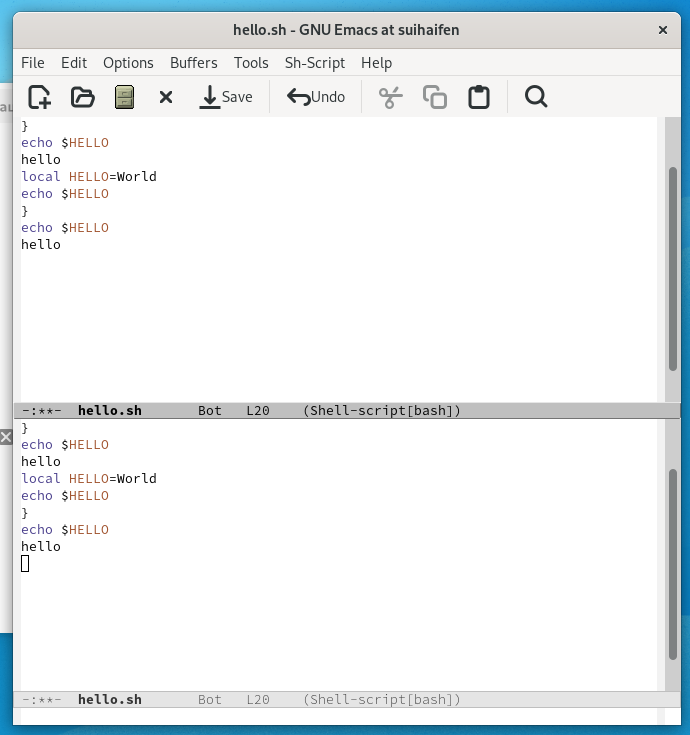 hello.sh - GNU Emacs at suihaifen
File Edit Options Buffers Tools Sh-Script Help
Save Undo
}
echo $HELLO
hello
local HELLO=World
echo $HELLO
}
echo $HELLO
hello
-:**- hello.sh Bot L20 (Shell-script[bash])
}
echo $HELLO
hello
local HELLO=World
echo $HELLO
}
echo $HELLO
hello
-:**- hello.sh Bot L20 (Shell-script[bash])